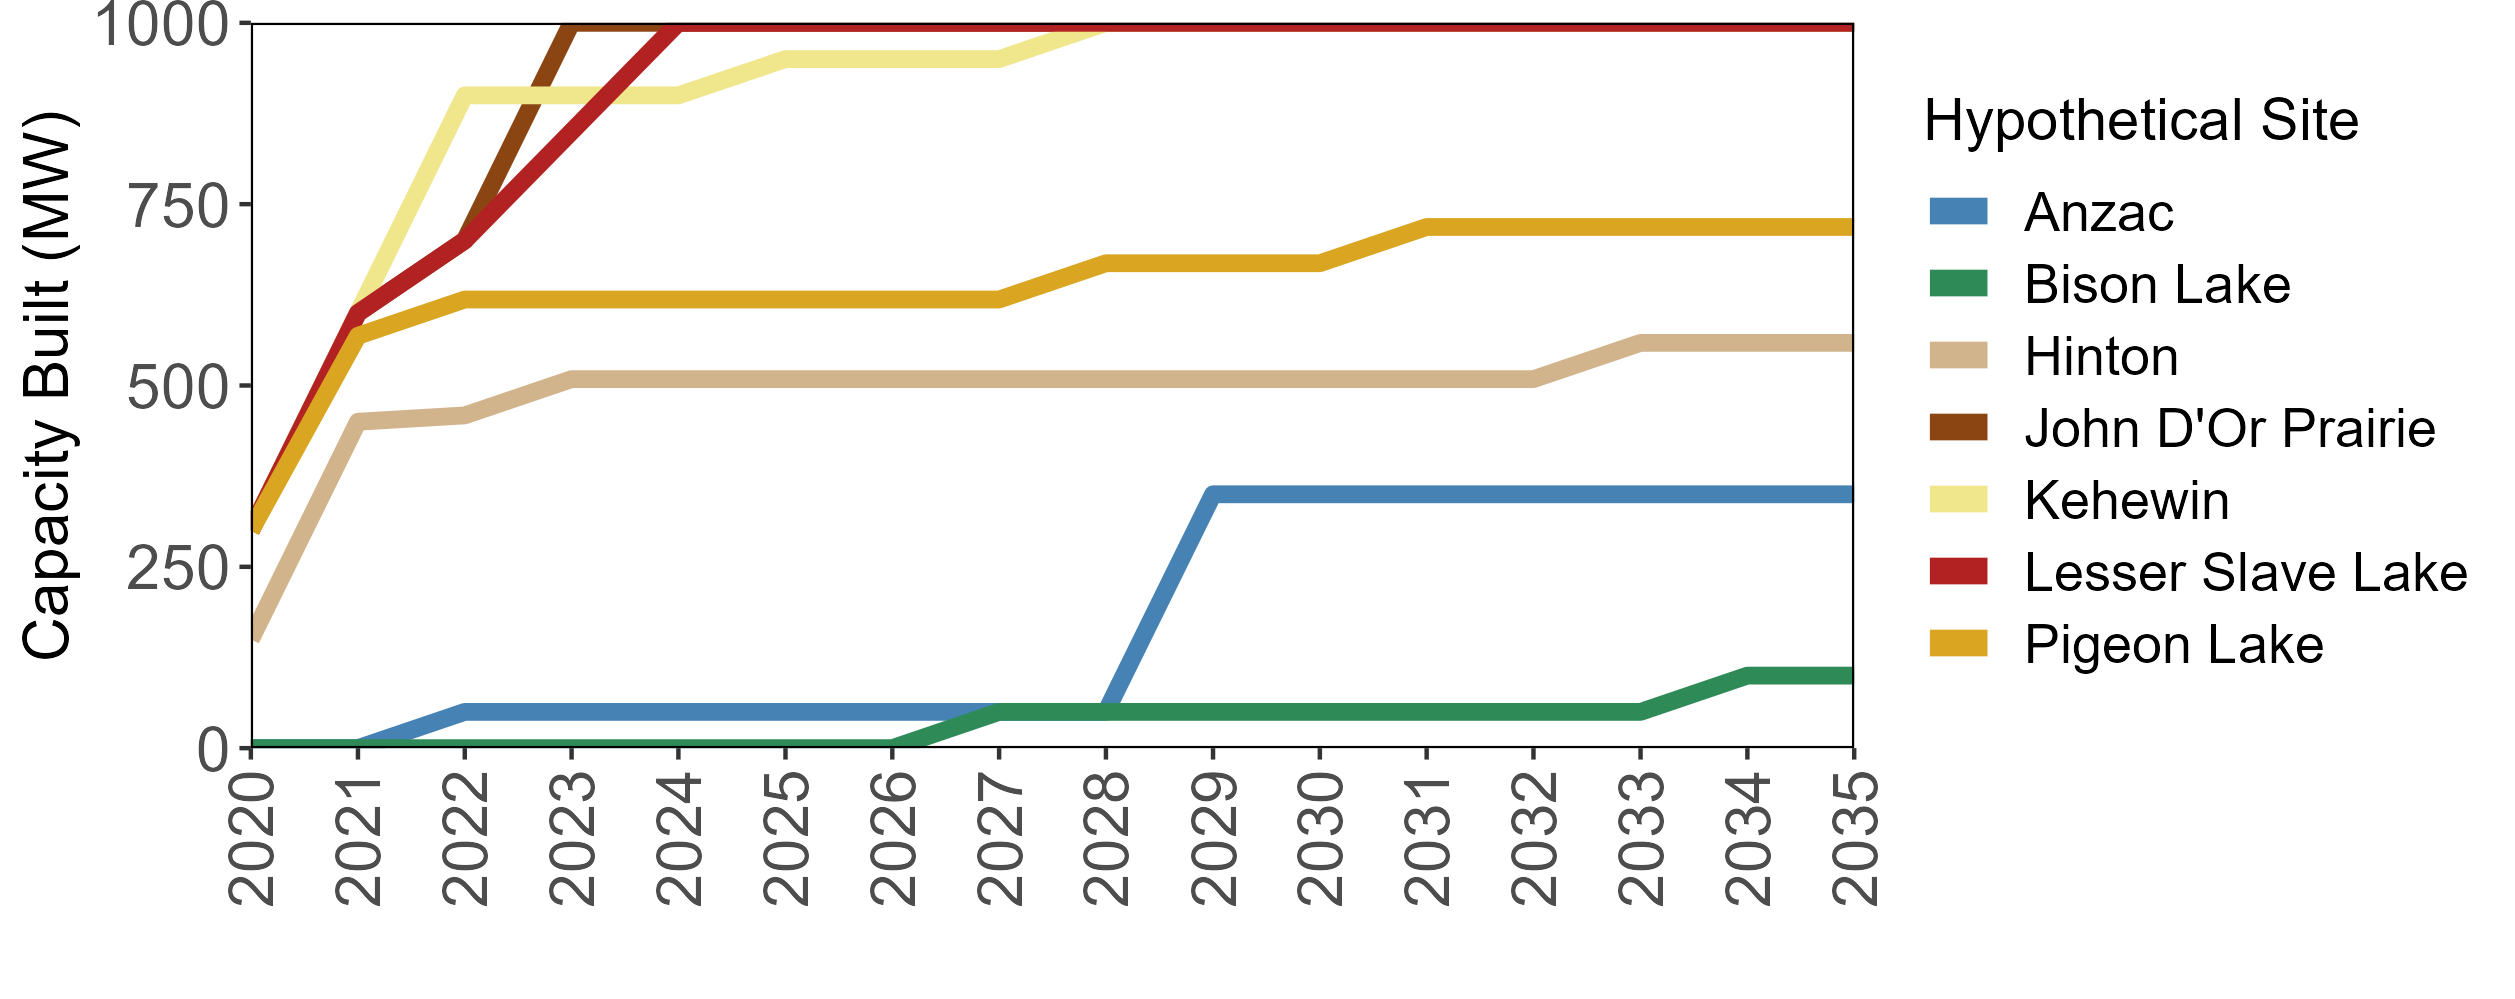 Capacity Built (MW)
1000
750
500
250
0
2020
2021
2022
2023
2024
2025
2026
2027
2028
2029
2030
2031
2032
2033
2034
2035
Hypothetical Site
Anzac
Bison Lake
Hinton
John D'Or Prairie
Kehewin
Lesser Slave Lake
Pigeon Lake